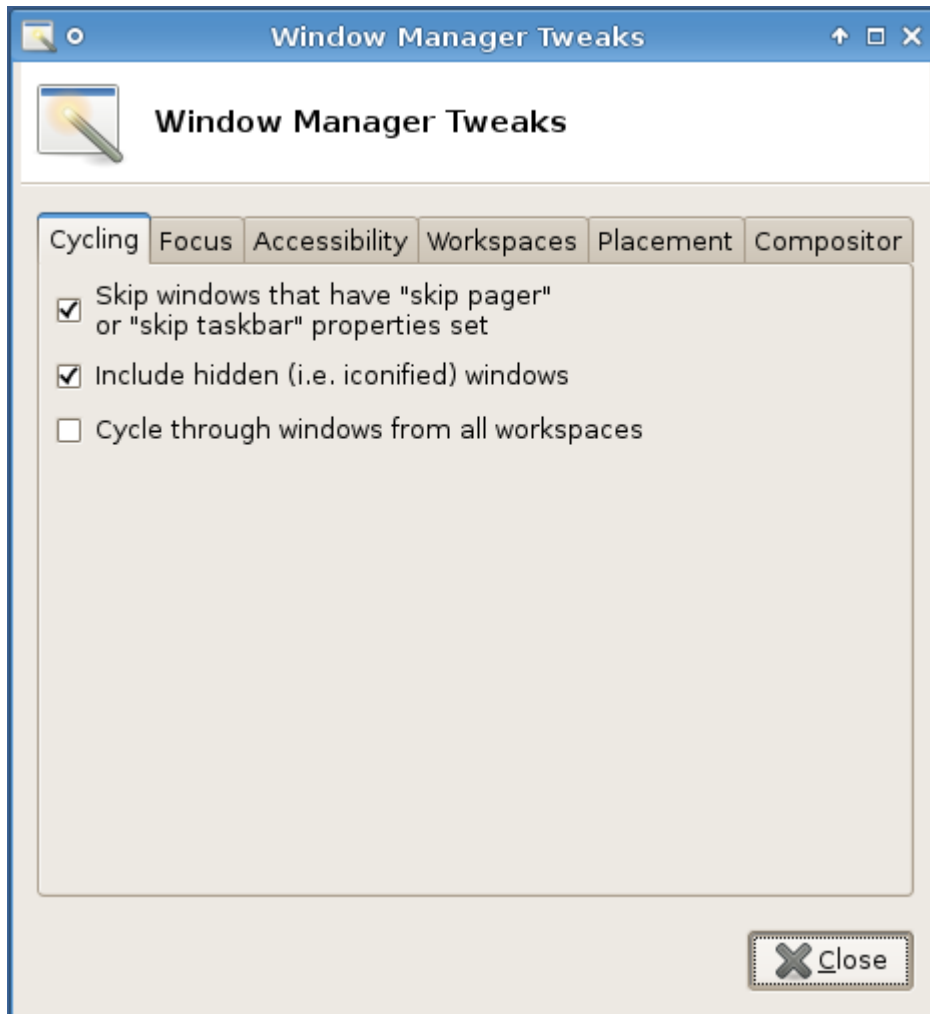 Window Manager Tweaks
Window Manager Tweaks
Cycling Focus Accessibility Workspaces Placement Compositor
Skip windows that have "skip pager"
or "skip taskbar" properties set
Include hidden (i.e. iconified) windows
Cycle through windows from all workspaces
Close